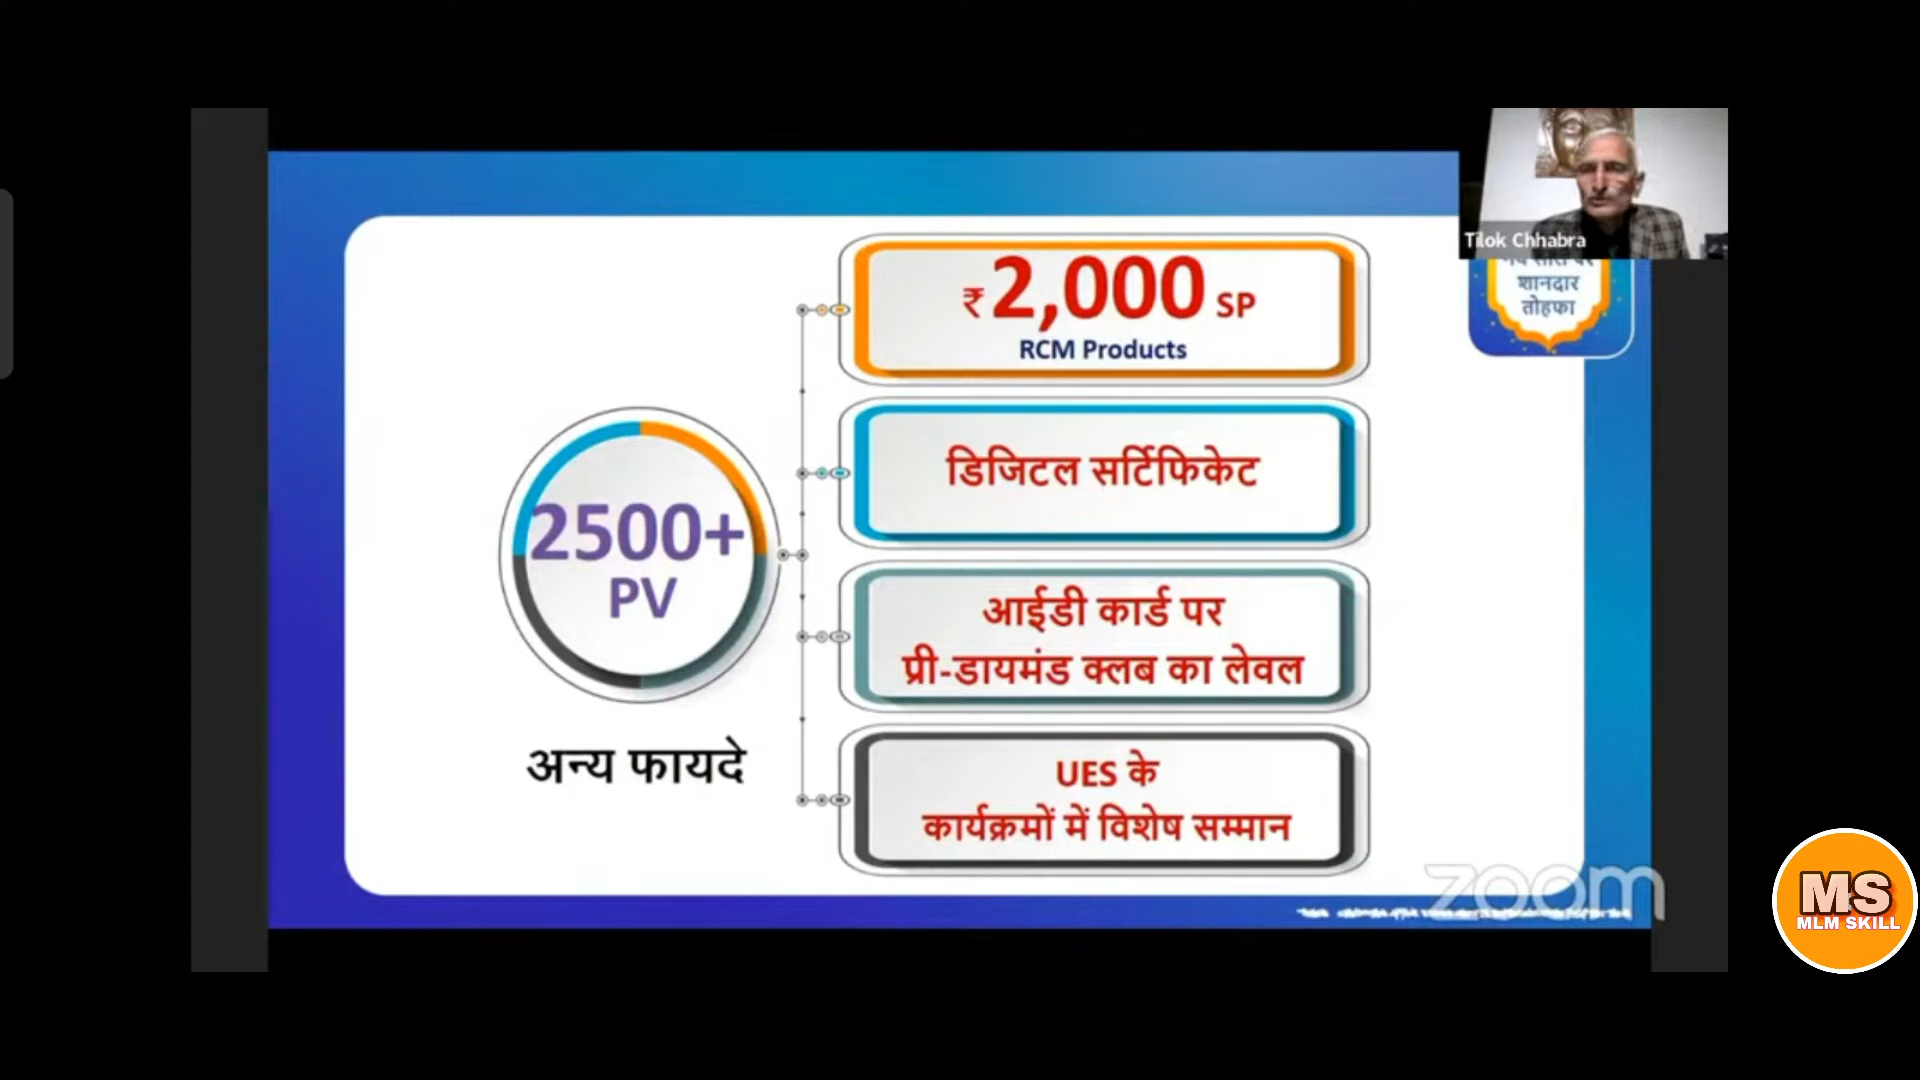 Tilok Chhabra
शानदार
तोहफा
₹2,000 SP
RCM Products
डिजिटल सर्टिफिकेट
2500+
PV
आईडी कार्ड पर
प्री-डायमंड क्लब का लेवल
अन्य फायदे
UES के
कार्यक्रमों में विशेष सम्मान
zoom
MS
MLM SKILL